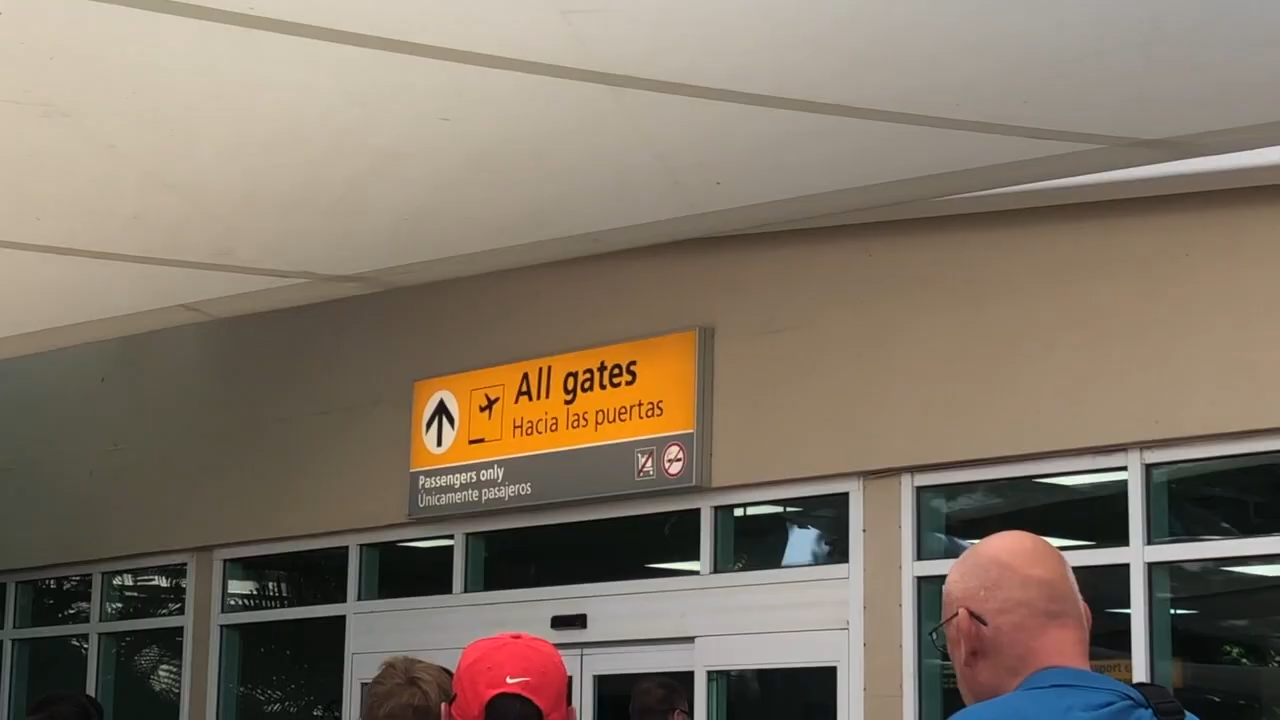 All gates
Hacia las puertas
Passengers only
Únicamente pasajeros